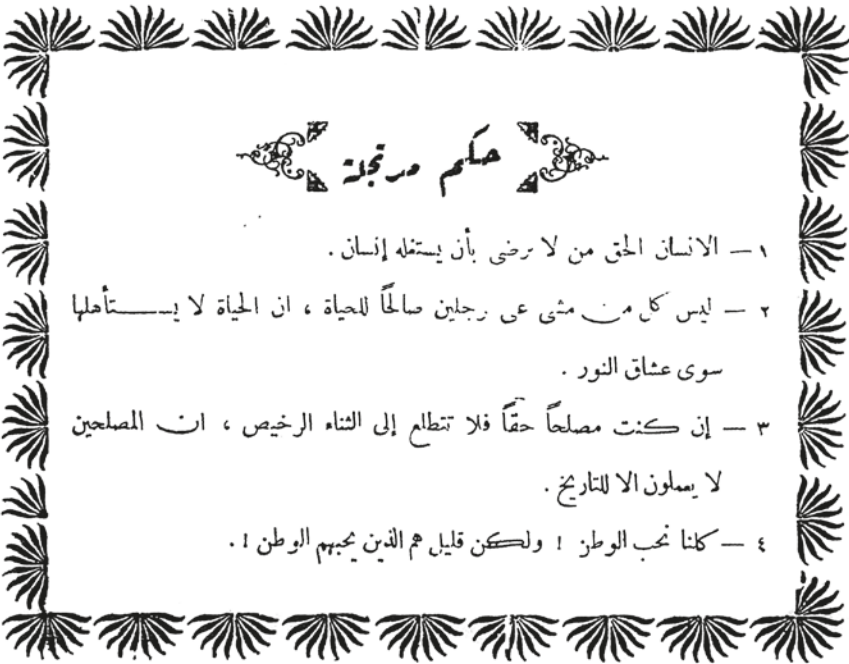 حكم مرتجلة
١ — الانسان الحق من لا يرضى بأن يستغله إنسان .
٢ — ليس كل من مشى عى رجلين صالحاً للحياة ، ان الحياة لا يستأهلها
سوى عشاق النور .
٣ — إن كنت مصلحاً حقاً فلا تتطلع إلى الثناء الرخيص ، ان المصلحين
لا يعملون الا للتاريخ .
٤ — كلنا نحب الوطن ! ولكن قليل هم الذين يحبهم الوطن ! .